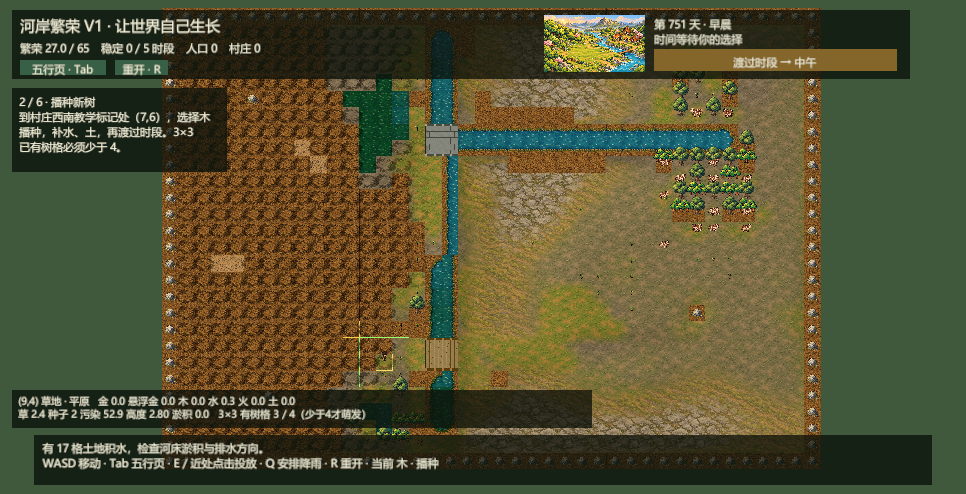 河岸繁荣 V1 · 让世界自己生长
繁荣 27.0 / 65 稳定 0 / 5 时段 人口 0 村庄 0
五行页 · Tab 重开 · R
第 751 天 · 早晨
时间等待你的选择
渡过时段 → 中午
2 / 6 · 播种新树
到村庄西南教学标记处（7,6），选择木
播种，补水、土，再渡过时段。3×3
已有树格必须少于 4。
(9,4) 草地 · 平原 金 0.0 悬浮金 0.0 木 0.0 水 0.3 火 0.0 土 0.0
草 2.4 种子 2 污染 52.9 高度 2.80 淤积 0.0 3×3 有树格 3 / 4（少于4才萌发）
有 17 格土地积水，检查河床淤积与排水方向。
WASD 移动 · Tab 五行页 · E / 近处点击投放 · Q 安排降雨 · R 重开 · 当前 木 · 播种